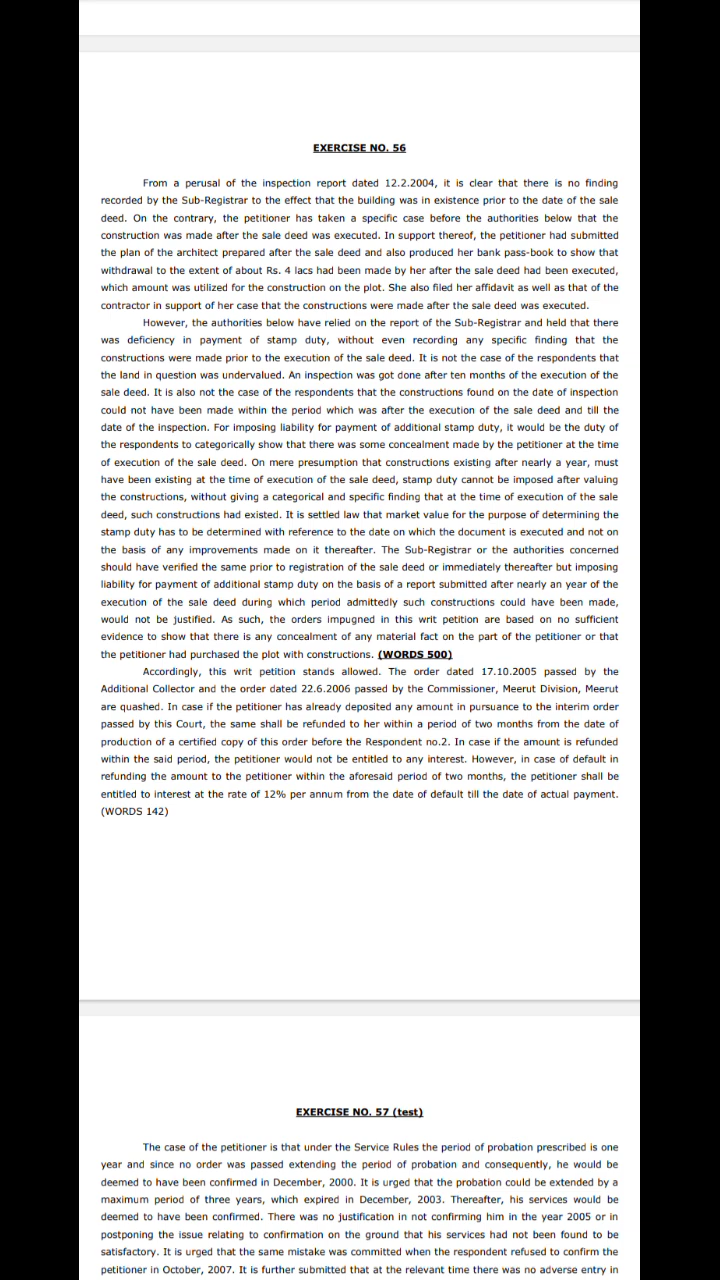 EXERCISE NO. 56
From a perusal of the inspection report dated 12.2.2004, it is clear that there is no finding
recorded by the Sub-Registrar to the effect that the building was in existence prior to the date of the sale
deed. On the contrary, the petitioner has taken a specific case before the authorities below that the
construction was made after the sale deed was executed. In support thereof, the petitioner had submitted
the plan of the architect prepared after the sale deed and also produced her bank pass-book to show that
withdrawal to the extent of about Rs. 4 lacs had been made by her after the sale deed had been executed,
which amount was utilized for the construction on the plot. She also filed her affidavit as well as that of the
contractor in support of her case that the constructions were made after the sale deed was executed.
However, the authorities below have relied on the report of the Sub-Registrar and held that there
was deficiency in payment of stamp duty, without even recording any specific finding that the
constructions were made prior to the execution of the sale deed. It is not the case of the respondents that
the land in question was undervalued. An inspection was got done after ten months of the execution of the
sale deed. It is also not the case of the respondents that the constructions found on the date of inspection
could not have been made within the period which was after the execution of the sale deed and till the
date of the inspection. For imposing liability for payment of additional stamp duty, it would be the duty of
the respondents to categorically show that there was some concealment made by the petitioner at the time
of execution of the sale deed. On mere presumption that constructions existing after nearly a year, must
have been existing at the time of execution of the sale deed, stamp duty cannot be imposed after valuing
the constructions, without giving a categorical and specific finding that at the time of execution of the sale
deed, such constructions had existed. It is settled law that market value for the purpose of determining the
stamp duty has to be determined with reference to the date on which the document is executed and not on
the basis of any improvements made on it thereafter. The Sub-Registrar or the authorities concerned
should have verified the same prior to registration of the sale deed or immediately thereafter but imposing
liability for payment of additional stamp duty on the basis of a report submitted after nearly an year of the
execution of the sale deed during which period admittedly such constructions could have been made,
would not be justified. As such, the orders impugned in this writ petition are based on no sufficient
evidence to show that there is any concealment of any material fact on the part of the petitioner or that
the petitioner had purchased the plot with constructions. (WORDS 500)
Accordingly, this writ petition stands allowed. The order dated 17.10.2005 passed by the
Additional Collector and the order dated 22.6.2006 passed by the Commissioner, Meerut Division, Meerut
are quashed. In case if the petitioner has already deposited any amount in pursuance to the interim order
passed by this Court, the same shall be refunded to her within a period of two months from the date of
production of a certified copy of this order before the Respondent no.2. In case if the amount is refunded
within the said period, the petitioner would not be entitled to any interest. However, in case of default in
refunding the amount to the petitioner within the aforesaid period of two months, the petitioner shall be
entitled to interest at the rate of 12% per annum from the date of default till the date of actual payment.
(WORDS 142)
EXERCISE NO. 57 (test)
The case of the petitioner is that under the Service Rules the period of probation prescribed is one
year and since no order was passed extending the period of probation and consequently, he would be
deemed to have been confirmed in December, 2000. It is urged that the probation could be extended by a
maximum period of three years, which expired in December, 2003. Thereafter, his services would be
deemed to have been confirmed. There was no justification in not confirming him in the year 2005 or in
postponing the issue relating to confirmation on the ground that his services had not been found to be
satisfactory. It is urged that the same mistake was committed when the respondent refused to confirm the
petitioner in October, 2007. It is further submitted that at the relevant time there was no adverse entry in